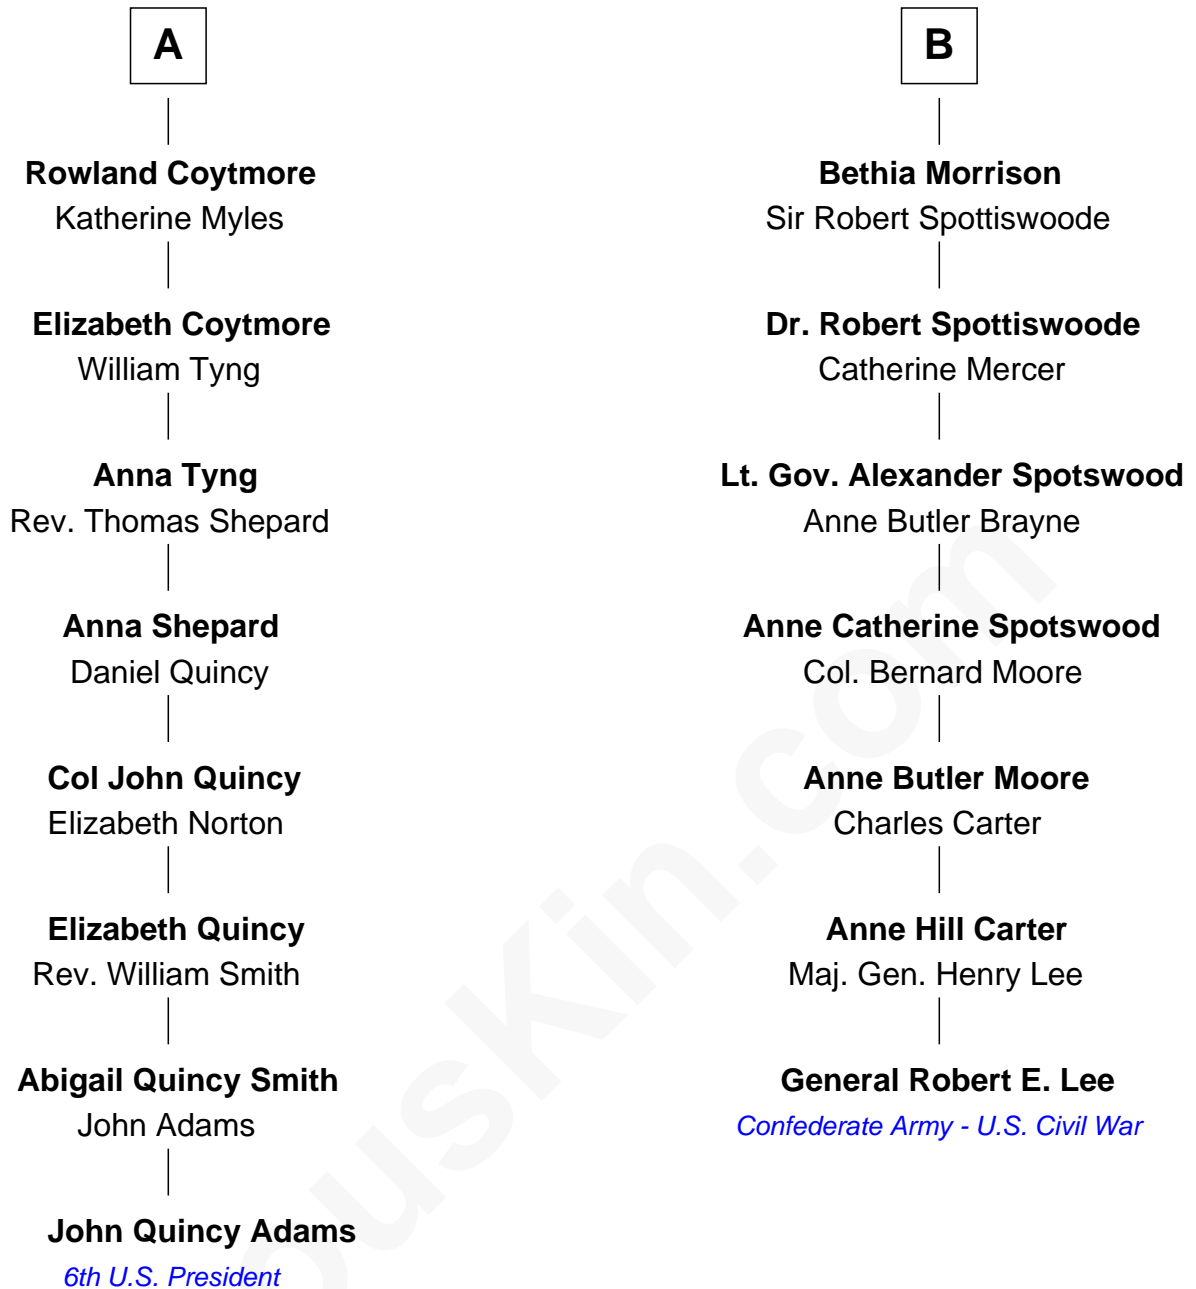 A
Rowland Coytmore
Katherine Myles
Elizabeth Coytmore
William Tyng
Anna Tyng
Rev. Thomas Shepard
Anna Shepard
Daniel Quincy
Col John Quincy
Elizabeth Norton
Elizabeth Quincy
Rev. William Smith
Abigail Quincy Smith
John Adams
John Quincy Adams
6th U.S. President
B
Bethia Morrison
Sir Robert Spottiswoode
Dr. Robert Spottiswoode
Catherine Mercer
Lt. Gov. Alexander Spotswood
Anne Butler Brayne
Anne Catherine Spotswood
Col. Bernard Moore
Anne Butler Moore
Charles Carter
Anne Hill Carter
Maj. Gen. Henry Lee
General Robert E. Lee
Confederate Army - U.S. Civil War
ousKin.com